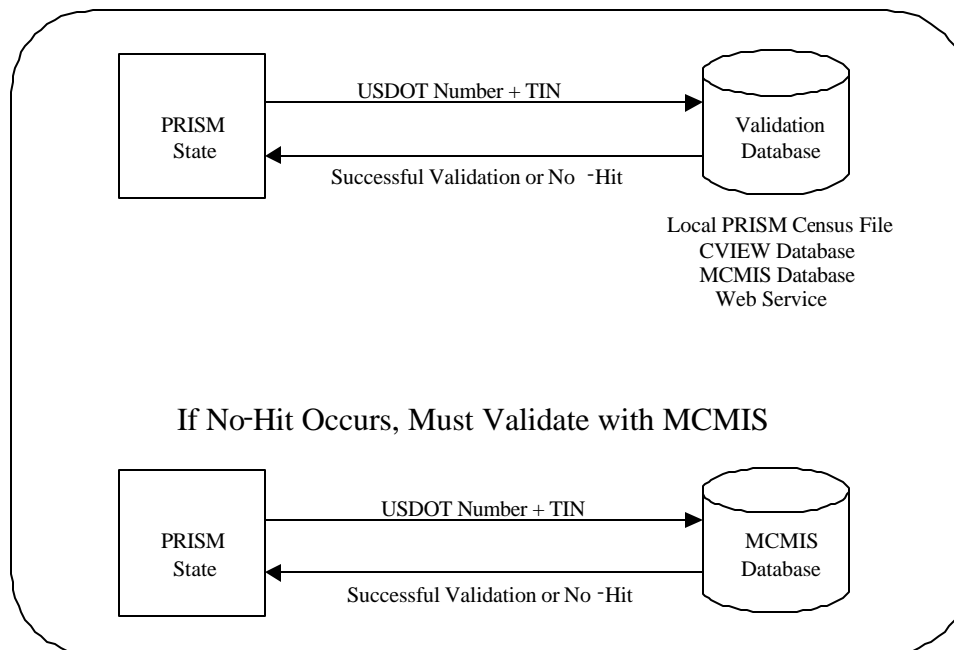 USDOT Number + TIN
PRISM
State
Validation
Database
Successful Validation or No -Hit
Local PRISM Census File
CVIEW Database
MCMIS Database
Web Service
If No-Hit Occurs, Must Validate with MCMIS
USDOT Number + TIN
PRISM
State
MCMIS
Database
Successful Validation or No -Hit